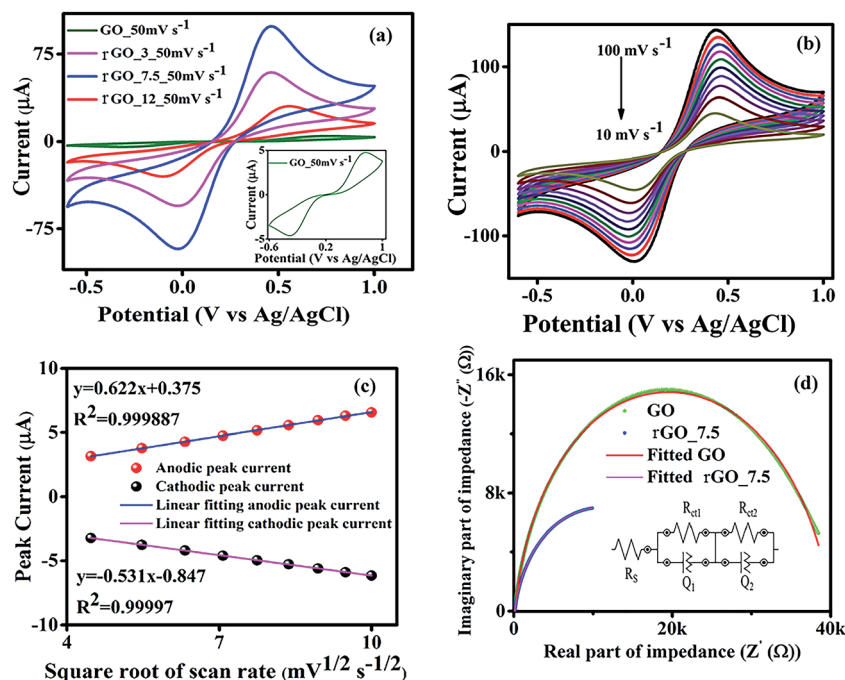 (a)
GO_50mV s⁻¹
rGO_3_50mV s⁻¹
rGO_7.5_50mV s⁻¹
rGO_12_50mV s⁻¹
75
0
-75
Current (µA)
-0.5 0.0 0.5 1.0
Potential (V vs Ag/AgCl)
GO_50mV s⁻¹
5
0
-5
Current (µA)
-0.6 0.2 1
Potential (V vs Ag/AgCl)
(b)
100 mV s⁻¹
10 mV s⁻¹
100
0
-100
Current (µA)
-0.5 0.0 0.5 1.0
Potential (V vs Ag/AgCl)
(c)
y=0.622x+0.375
R²=0.999887
Anodic peak current
Cathodic peak current
Linear fitting anodic peak current
Linear fitting cathodic peak current
y=-0.531x-0.847
R²=0.99997
10
5
0
-5
-10
Peak Current (µA)
4 7 10
Square root of scan rate (mV¹/² s⁻¹/²)
(d)
GO
rGO_7.5
Fitted GO
Fitted rGO_7.5
Rct1 Rct2
Rs
Q1 Q2
16k
8k
0
Imaginary part of impedance (-Z'' (Ω))
0 20k 40k
Real part of impedance (Z' (Ω))